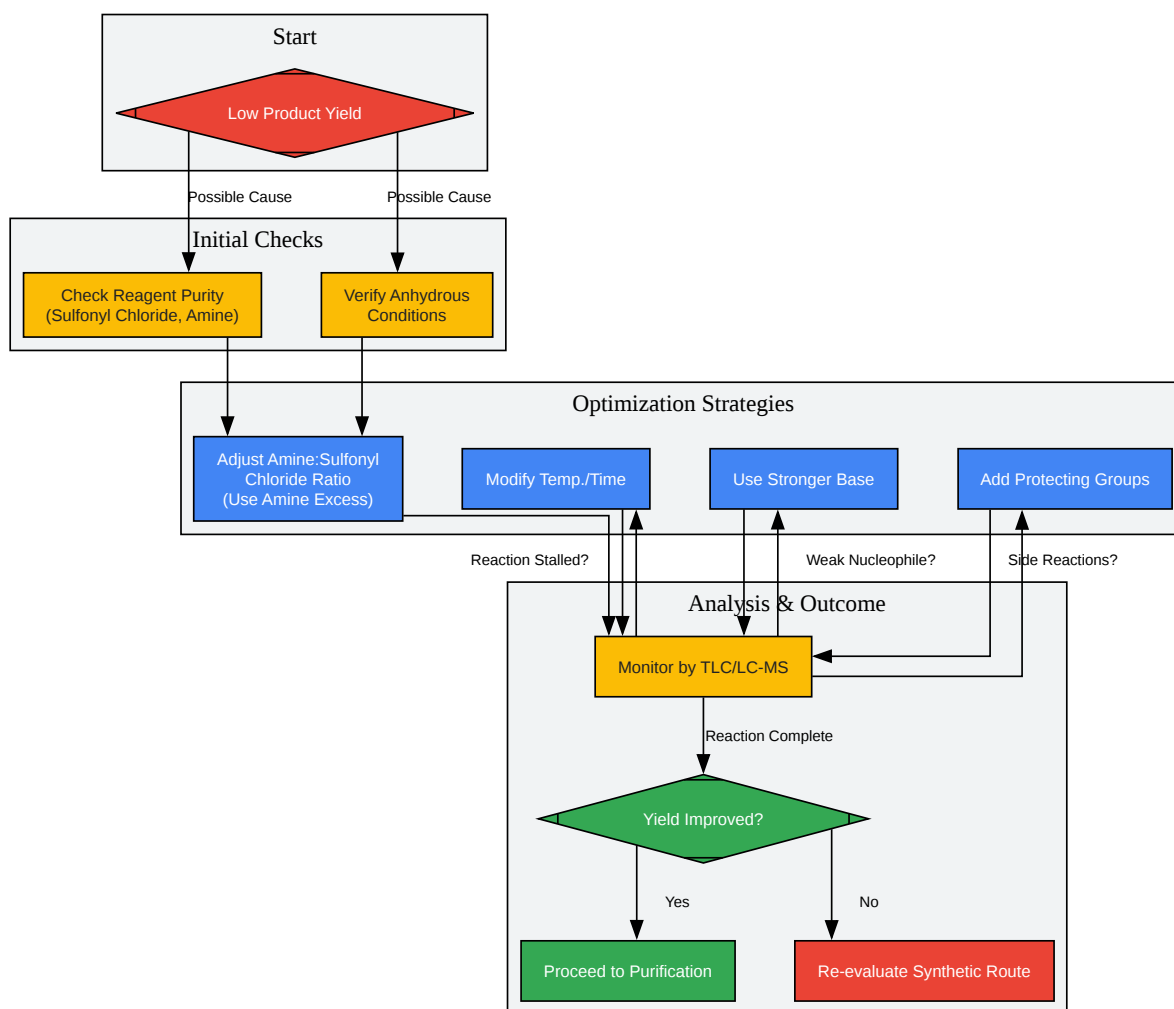 Start
Low Product Yield
Possible Cause
Possible Cause
Initial Checks
Check Reagent Purity
(Sulfonyl Chloride, Amine)
Verify Anhydrous
Conditions
Optimization Strategies
Adjust Amine:Sulfonyl
Chloride Ratio
(Use Amine Excess)
Modify Temp./Time
Use Stronger Base
Add Protecting Groups
Reaction Stalled?
Weak Nucleophile?
Side Reactions?
Analysis & Outcome
Monitor by TLC/LC-MS
Reaction Complete
Yield Improved?
Yes
No
Proceed to Purification
Re-evaluate Synthetic Route